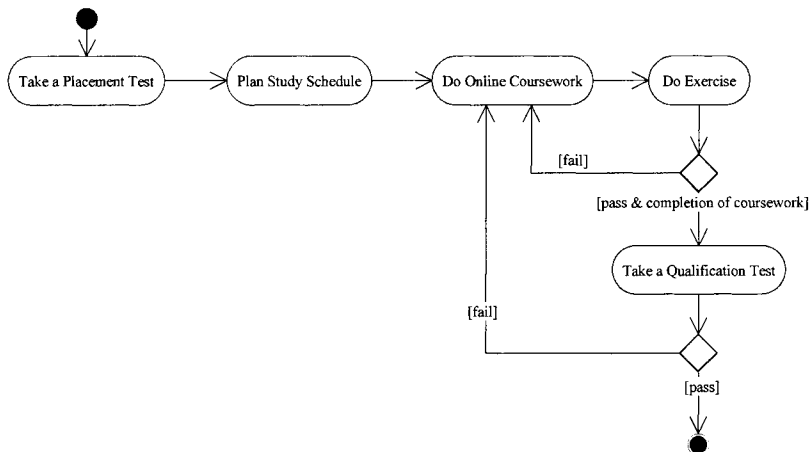 Take a Placement Test
Plan Study Schedule
Do Online Coursework
Do Exercise
[fail]
[pass & completion of coursework]
Take a Qualification Test
[fail]
[pass]